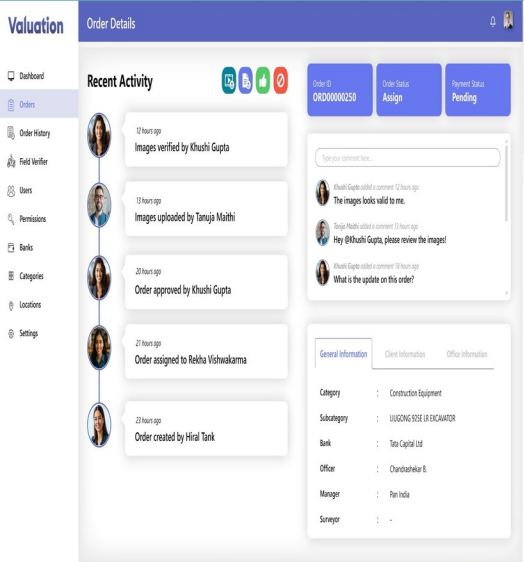 Valuation
Order Details
Dashboard
Orders
Order History
Field Verifier
Users
Permissions
Banks
Categories
Locations
Settings
Recent Activity
12 hours ago
Images verified by Khushi Gupta
13 hours ago
Images uploaded by Tanuja Maithi
20 hours ago
Order approved by Khushi Gupta
21 hours ago
Order assigned to Rekha Vishwakarma
23 hours ago
Order created by Hiral Tank
Order ID
ORD00000250
Order Status
Assign
Payment Status
Pending
Type your comment here...
Khushi Gupta added a comment 12 hours ago
The images looks valid to me.
Tanija Maithi added a comment 13 hours ago
Hey @Khushi Gupta, please review the images!
Khushi Gupta added a comment 18 hours ago
What is the update on this order?
General Information
Client Information
Office Information
Category : Construction Equipment
Subcategory : LIUGONG 925E LR EXCAVATOR
Bank : Tata Capital Ltd
Officer : Chandrashekar B.
Manager : Pan India
Surveyor : -